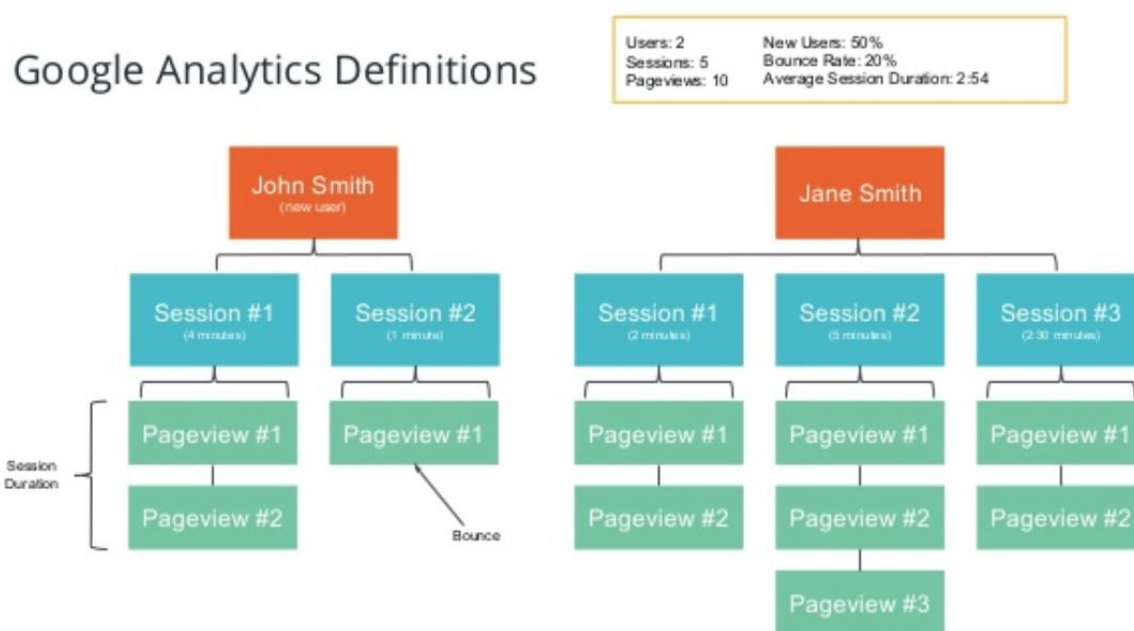 Google Analytics Definitions
Users: 2
Sessions: 5
Pageviews: 10
New Users: 50%
Bounce Rate: 20%
Average Session Duration: 2:54
John Smith
(new user)
Jane Smith
Session #1
(4 minutes)
Session #2
(1 minute)
Session #1
(2 minutes)
Session #2
(5 minutes)
Session #3
(2:30 minutes)
Session
Duration
Pageview #1
Pageview #1
Pageview #1
Pageview #1
Pageview #1
Pageview #2
Bounce
Pageview #2
Pageview #2
Pageview #2
Pageview #3